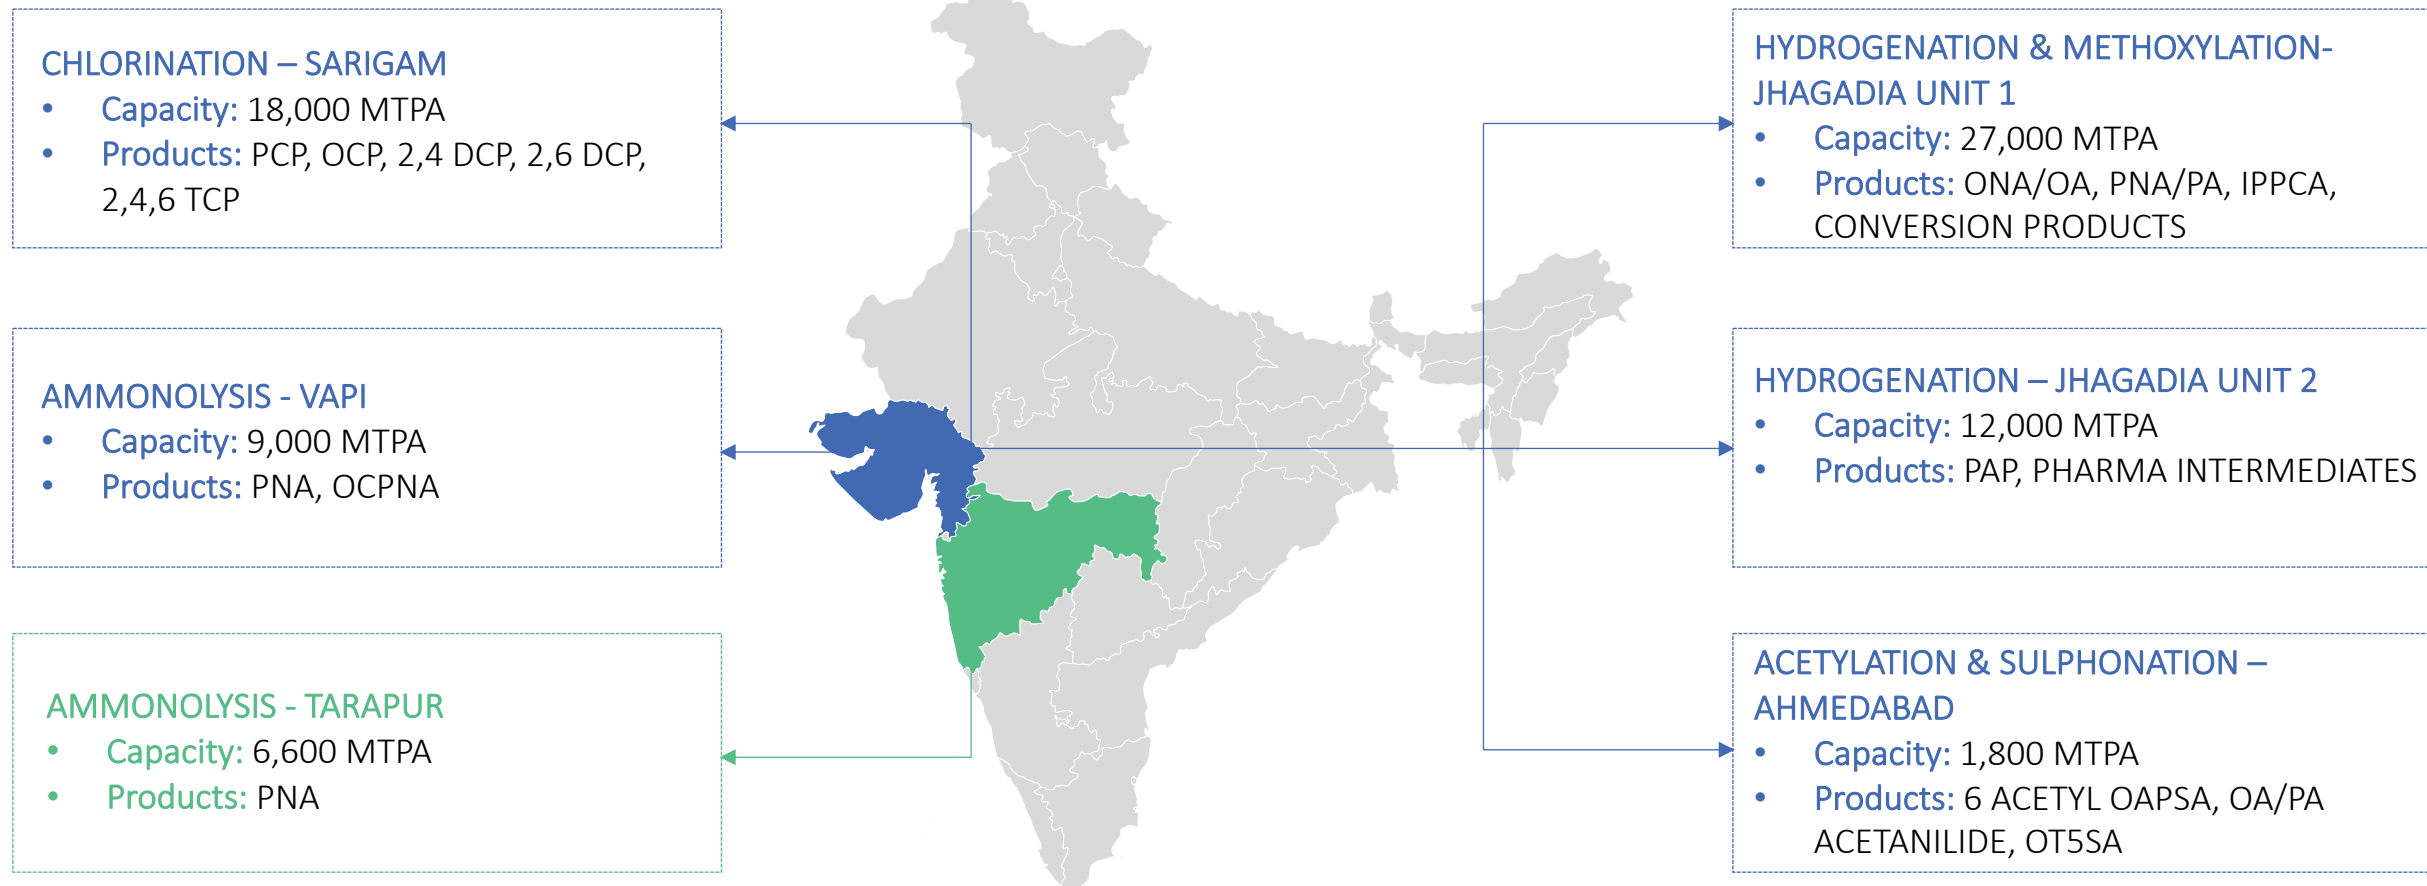 CHLORINATION – SARIGAM
• Capacity: 18,000 MTPA
• Products: PCP, OCP, 2,4 DCP, 2,6 DCP,
2,4,6 TCP
AMMONOLYSIS - VAPI
• Capacity: 9,000 MTPA
• Products: PNA, OCPNA
AMMONOLYSIS - TARAPUR
• Capacity: 6,600 MTPA
• Products: PNA
HYDROGENATION & METHOXYLATION-
JHAGADIA UNIT 1
• Capacity: 27,000 MTPA
• Products: ONA/OA, PNA/PA, IPPCA,
CONVERSION PRODUCTS
HYDROGENATION – JHAGADIA UNIT 2
• Capacity: 12,000 MTPA
• Products: PAP, PHARMA INTERMEDIATES
ACETYLATION & SULPHONATION –
AHMEDABAD
• Capacity: 1,800 MTPA
• Products: 6 ACETYL OAPSA, OA/PA
ACETANILIDE, OT5SA